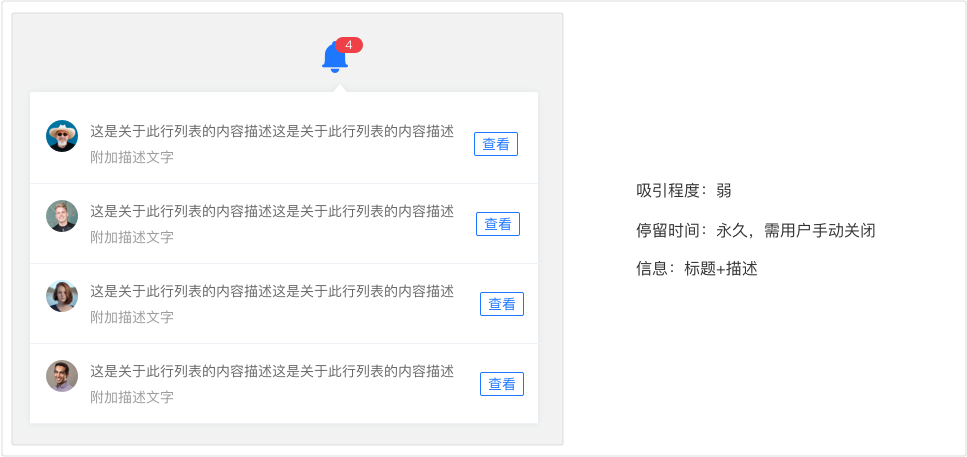 4
这是关于此行列表的内容描述这是关于此行列表的内容描述
附加描述文字
查看
这是关于此行列表的内容描述这是关于此行列表的内容描述
附加描述文字
查看
这是关于此行列表的内容描述这是关于此行列表的内容描述
附加描述文字
查看
这是关于此行列表的内容描述这是关于此行列表的内容描述
附加描述文字
查看
吸引程度：弱
停留时间：永久，需用户手动关闭
信息：标题+描述